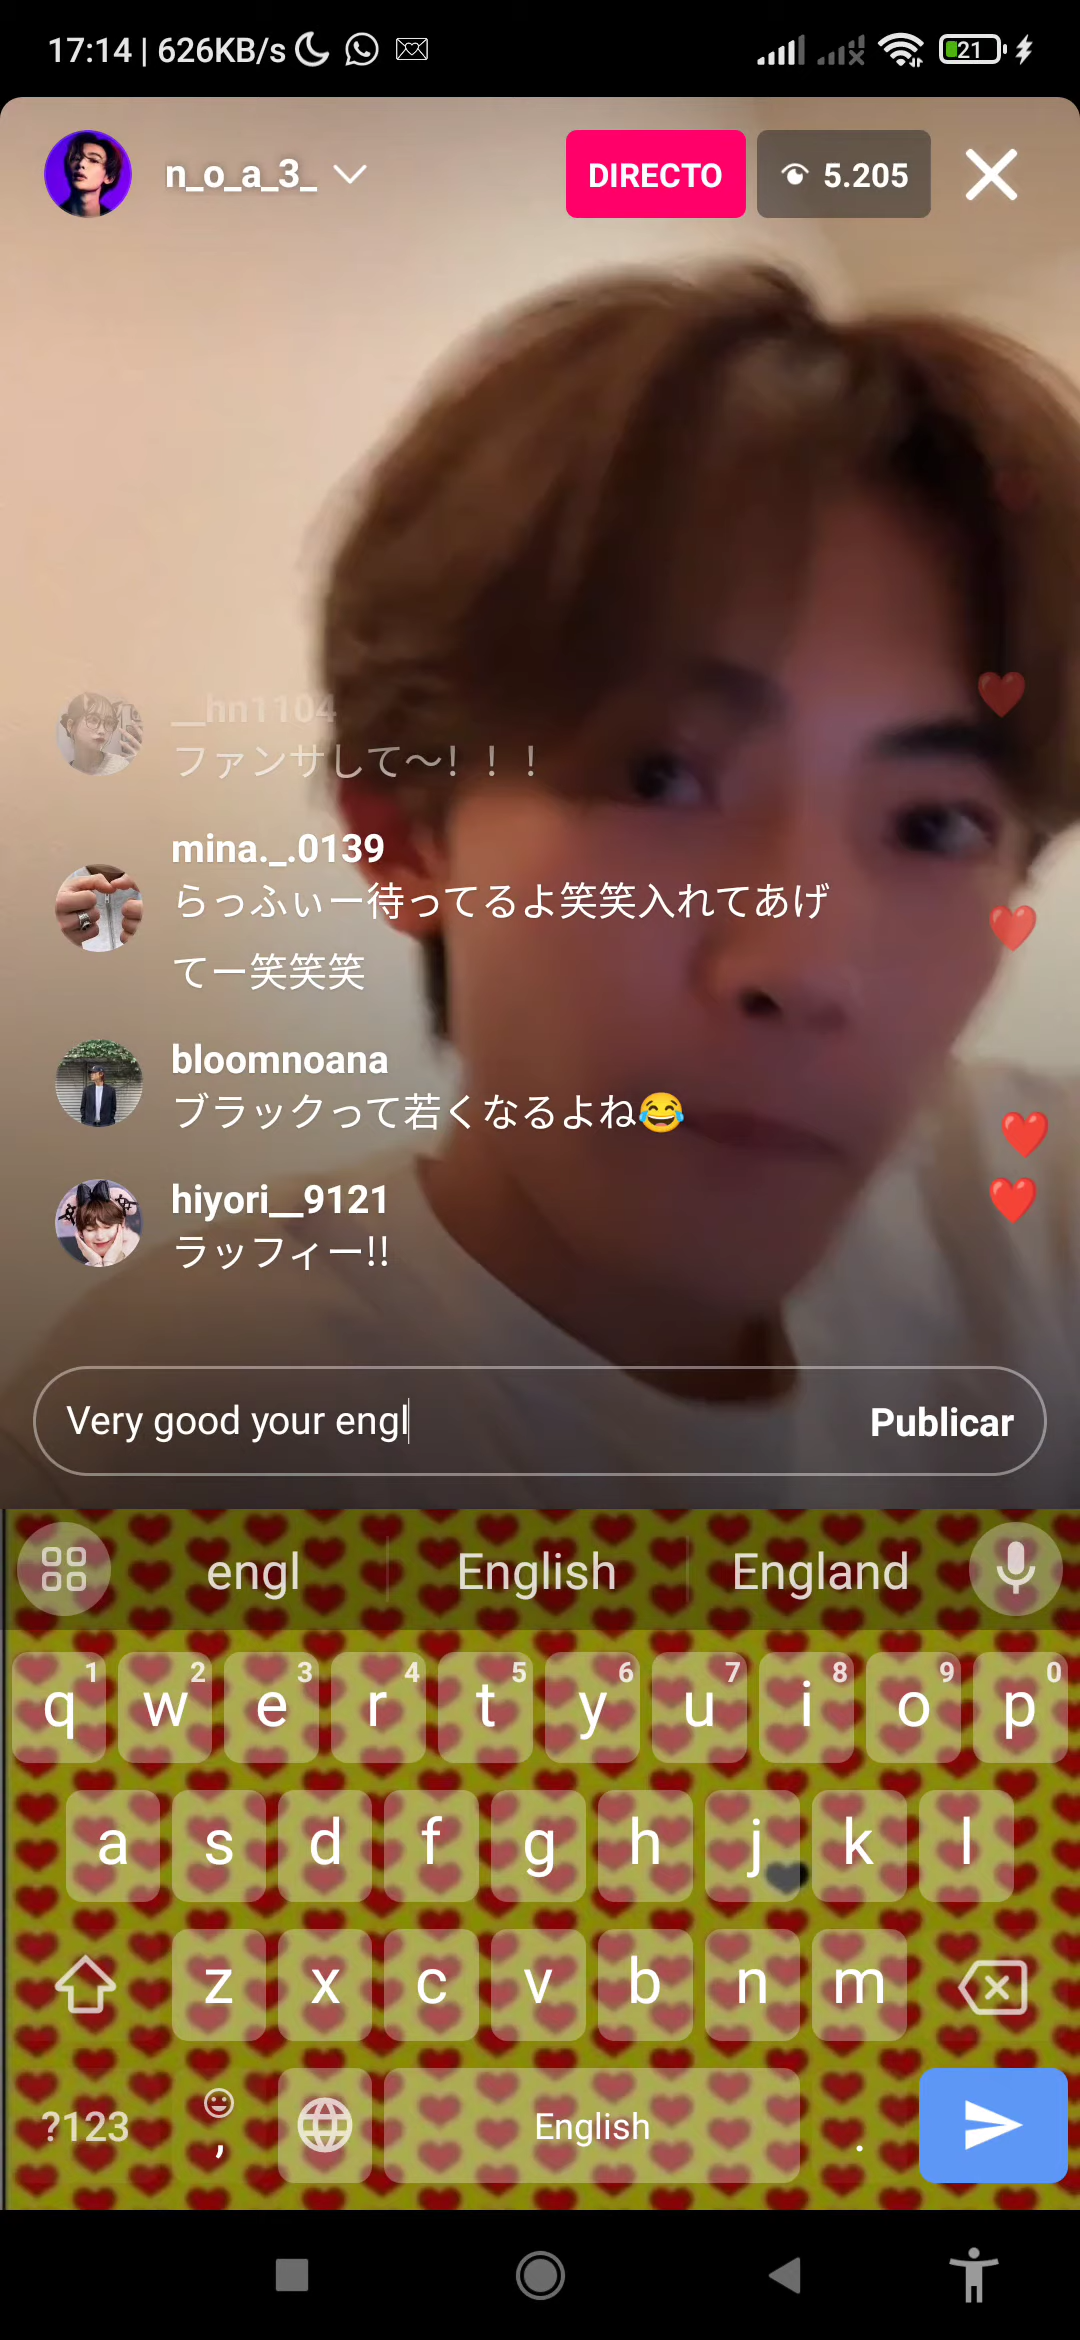 17:14 | 626KB/s
21
n_o_a_3_
DIRECTO
5.205
__hn1104
ファンサして〜！！！
mina._.0139
らっふぃー待ってるよ笑笑入れてあげ
てー笑笑笑
bloomnoana
ブラックって若くなるよね😂
hiyori__9121
ラッフィー!!
Very good your engl
Publicar
engl English England
1 2 3 4 5 6 7 8 9 0
q w e r t y u i o p
a s d f g h j k l
z x c v b n m
?123 , English .